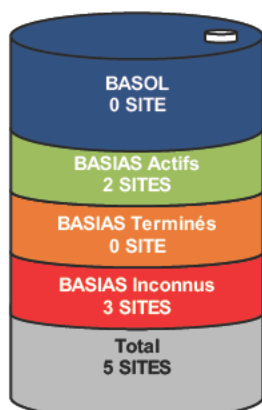 BASOL
0 SITE
BASIAS Actifs
2 SITES
BASIAS Terminés
0 SITE
BASIAS Inconnus
3 SITES
Total
5 SITES